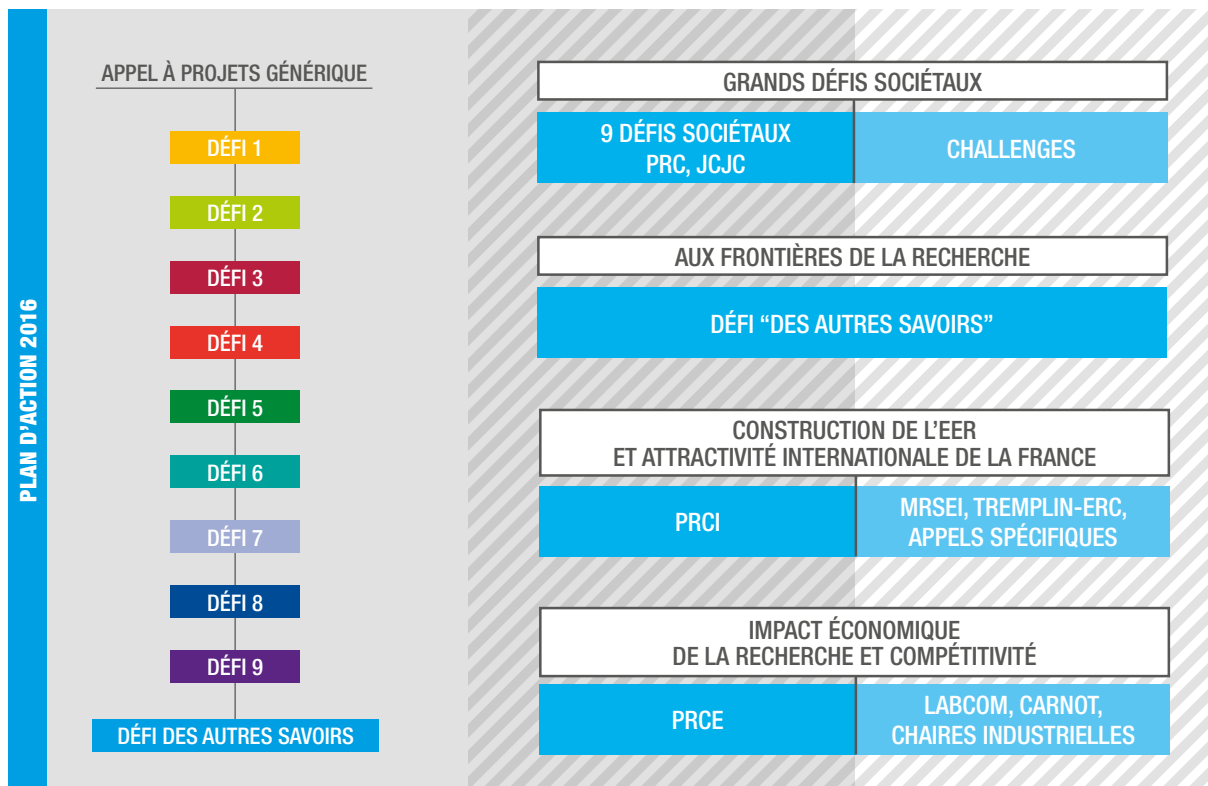 PLAN D'ACTION 2016
APPEL À PROJETS GÉNÉRIQUE
DÉFI 1
DÉFI 2
DÉFI 3
DÉFI 4
DÉFI 5
DÉFI 6
DÉFI 7
DÉFI 8
DÉFI 9
DÉFI DES AUTRES SAVOIRS
GRANDS DÉFIS SOCIÉTAUX
9 DÉFIS SOCIÉTAUX
PRC, JCJC
CHALLENGES
AUX FRONTIÈRES DE LA RECHERCHE
DÉFI “DES AUTRES SAVOIRS”
CONSTRUCTION DE L'EER
ET ATTRACTIVITÉ INTERNATIONALE DE LA FRANCE
PRCI
MRSEI, TREMPLIN-ERC,
APPELS SPÉCIFIQUES
IMPACT ÉCONOMIQUE
DE LA RECHERCHE ET COMPÉTITIVITÉ
PRCE
LABCOM, CARNOT,
CHAIRES INDUSTRIELLES